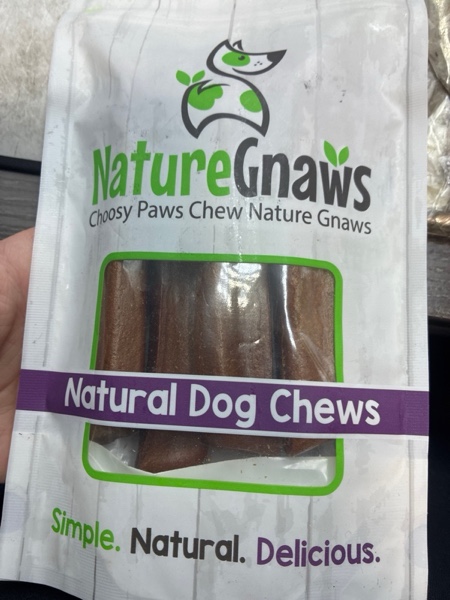 NatureGnaws
Choosy Paws Chew Nature Gnaws
Natural Dog Chews
Simple. Natural. Delicious.